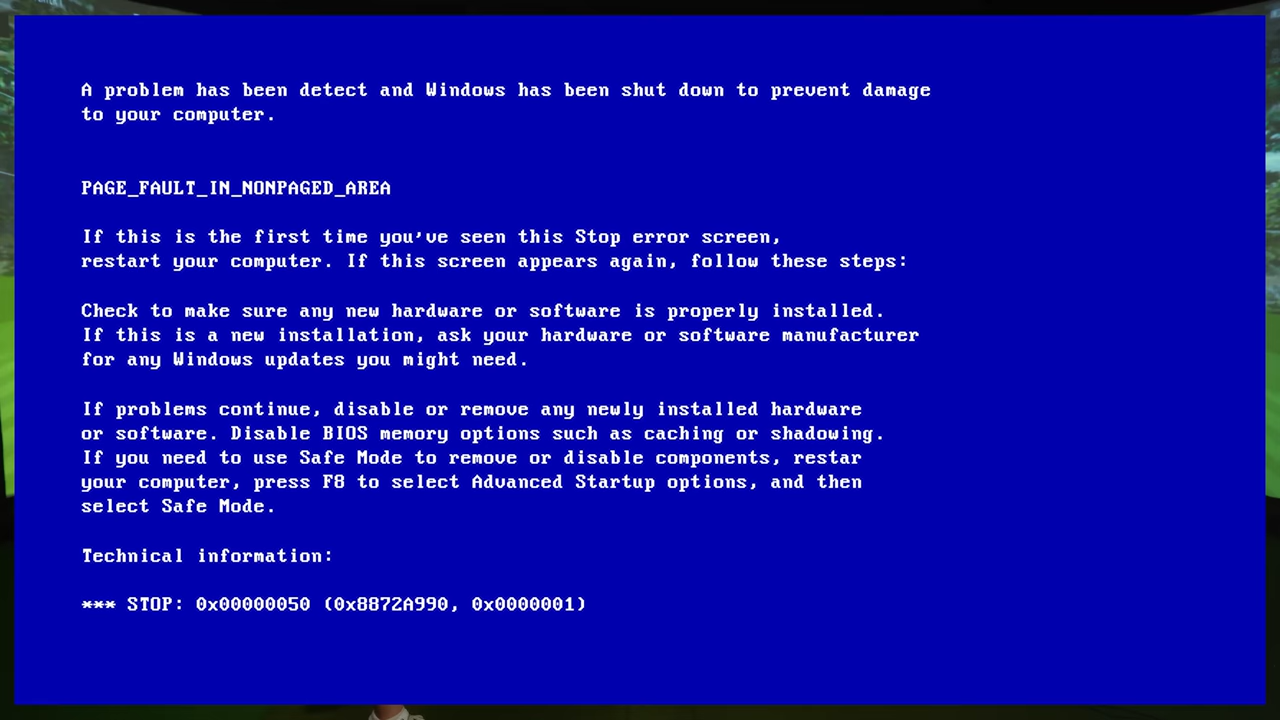 A problem has been detect and Windows has been shut down to prevent damage
to your computer.
PAGE_FAULT_IN_NONPAGED_AREA
If this is the first time you've seen this Stop error screen,
restart your computer. If this screen appears again, follow these steps:
Check to make sure any new hardware or software is properly installed.
If this is a new installation, ask your hardware or software manufacturer
for any Windows updates you might need.
If problems continue, disable or remove any newly installed hardware
or software. Disable BIOS memory options such as caching or shadowing.
If you need to use Safe Mode to remove or disable components, restar
your computer, press F8 to select Advanced Startup options, and then
select Safe Mode.
Technical information:
*** STOP: 0x00000050 (0x8872A990, 0x0000001)